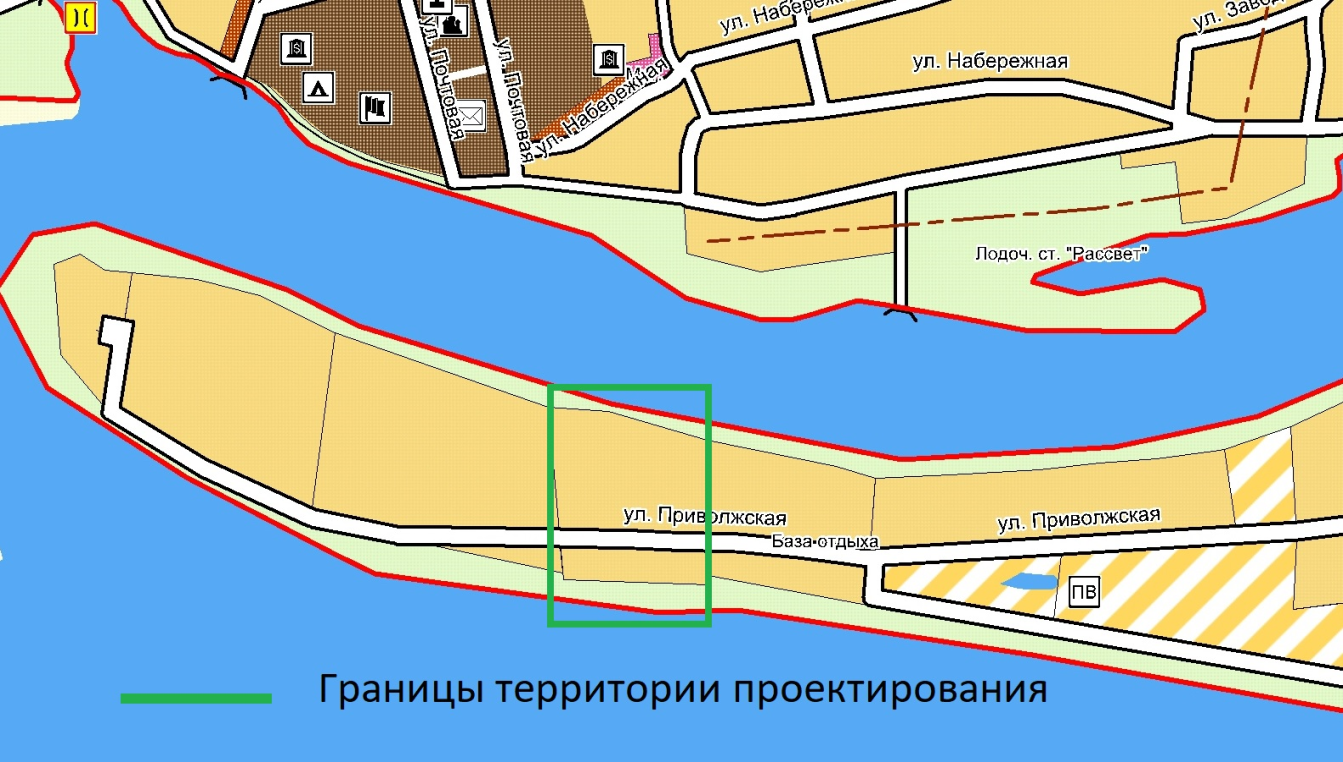 ул. Набереж
ул. Завод
ул. Почтовая
ул. Почтовая
ул. Набережная
ул. Набережная
Лодоч. ст. "Рассвет"
ул. Приволжская
ул. Приволжская
База отдыха
ПВ
Границы территории проектирования